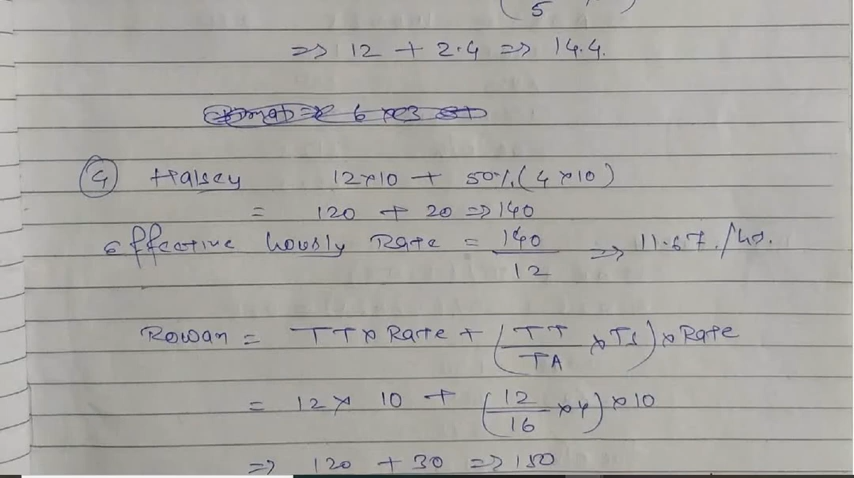 5
=> 12 + 2.4 => 14.4.
④ Halsey 12×10 + 50%(4×10)
= 120 + 20 => 140
Effective hourly Rate = 140/12 => 11.67./hr.
Rowan = TT × Rate + (TT/TA × TS) × Rate
= 12 × 10 + (12/16 × 4) × 10
=> 120 + 30 => 150